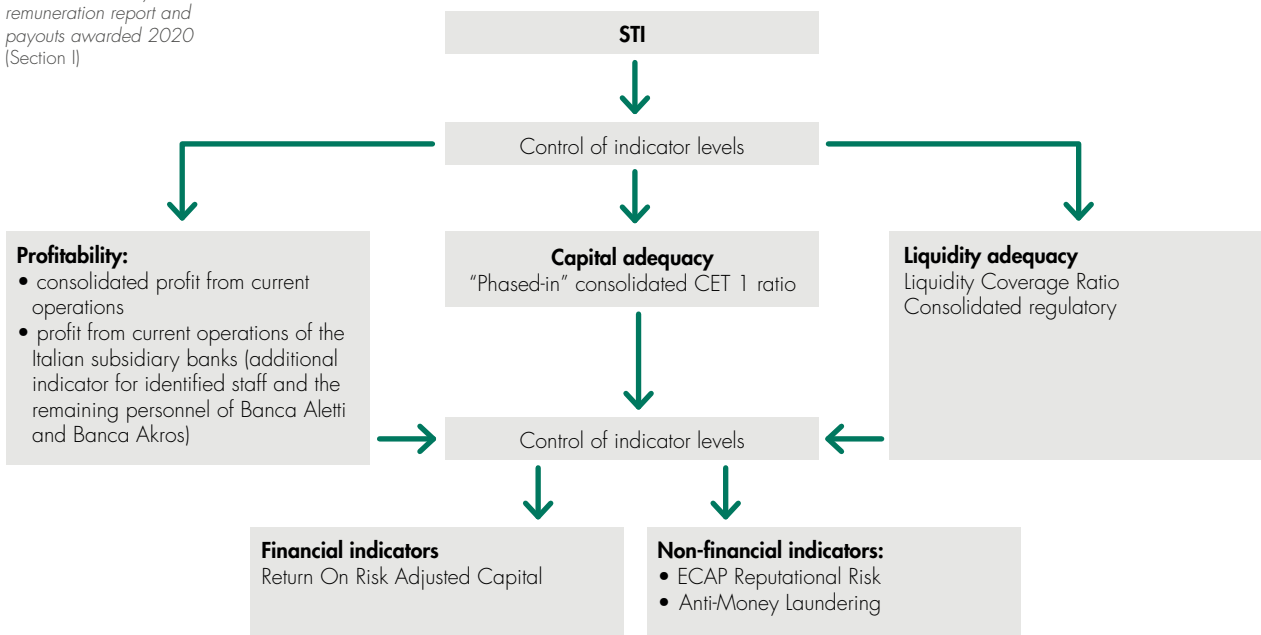 remuneration report and
payouts awarded 2020
(Section I)
STI
Control of indicator levels
Profitability:
• consolidated profit from current
operations
• profit from current operations of the
Italian subsidiary banks (additional
indicator for identified staff and the
remaining personnel of Banca Aletti
and Banca Akros)
Capital adequacy
“Phased-in” consolidated CET 1 ratio
Liquidity adequacy
Liquidity Coverage Ratio
Consolidated regulatory
Control of indicator levels
Financial indicators
Return On Risk Adjusted Capital
Non-financial indicators:
• ECAP Reputational Risk
• Anti-Money Laundering